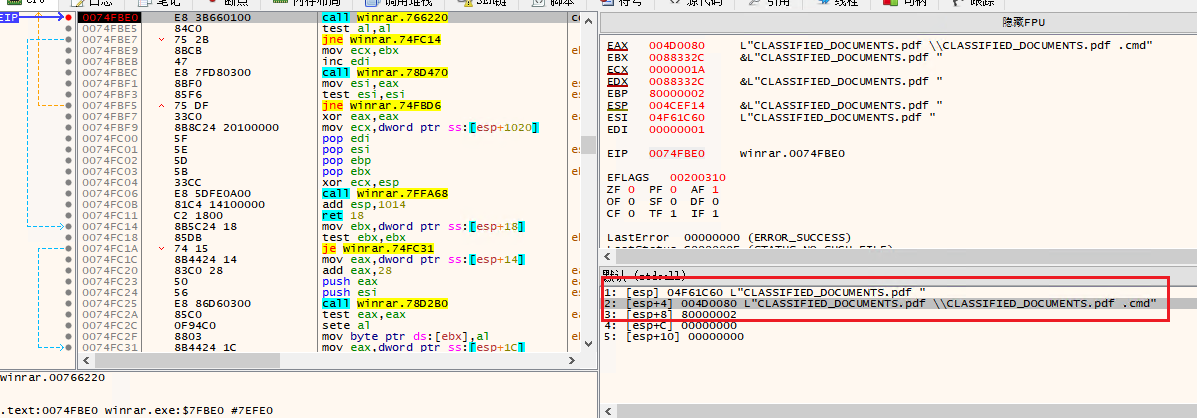 CPU 日志 笔记 断点 内存布局 调用堆栈 SEH链 脚本 符号 源代码 引用 线程 句柄 跟踪
EIP
0074FBE0 E8 3B660100 call winrar.766220
0074FBE5 84C0 test al,al
0074FBE7 75 2B jne winrar.74FC14
0074FBE9 8BCB mov ecx,ebx
0074FBEB 47 inc edi
0074FBEC E8 7FD80300 call winrar.78D470
0074FBF1 8BF0 mov esi,eax
0074FBF3 85F6 test esi,esi
0074FBF5 75 DF jne winrar.74FBD6
0074FBF7 33C0 xor eax,eax
0074FBF9 8B8C24 20100000 mov ecx,dword ptr ss:[esp+1020]
0074FC00 5F pop edi
0074FC01 5E pop esi
0074FC02 5D pop ebp
0074FC03 5B pop ebx
0074FC04 33CC xor ecx,esp
0074FC06 E8 5DFE0A00 call winrar.7FFA68
0074FC0B 81C4 14100000 add esp,1014
0074FC11 C2 1800 ret 18
0074FC14 8B5C24 18 mov ebx,dword ptr ss:[esp+18]
0074FC18 85DB test ebx,ebx
0074FC1A 74 15 je winrar.74FC31
0074FC1C 8B4424 14 mov eax,dword ptr ss:[esp+14]
0074FC20 83C0 28 add eax,28
0074FC23 50 push eax
0074FC24 56 push esi
0074FC25 E8 86D60300 call winrar.78D2B0
0074FC2A 85C0 test eax,eax
0074FC2C 0F94C0 sete al
0074FC2F 8803 mov byte ptr ds:[ebx],al
0074FC31 8B4424 1C mov eax,dword ptr ss:[esp+1C]
winrar.00766220
.text:0074FBE0 winrar.exe:$7FBE0 #7EFE0
隐藏FPU
EAX 004D0080 L"CLASSIFIED_DOCUMENTS.pdf \\CLASSIFIED_DOCUMENTS.pdf .cmd"
EBX 0088332C &L"CLASSIFIED_DOCUMENTS.pdf "
ECX 0000001A
EDX 0088332C &L"CLASSIFIED_DOCUMENTS.pdf "
EBP 80000002
ESP 004CEF14 &L"CLASSIFIED_DOCUMENTS.pdf "
ESI 04F61C60 L"CLASSIFIED_DOCUMENTS.pdf "
EDI 00000001
EIP 0074FBE0 winrar.0074FBE0
EFLAGS 00200310
ZF 0 PF 0 AF 1
OF 0 SF 0 DF 0
CF 0 TF 1 IF 1
LastError 00000000 (ERROR_SUCCESS)
默认 (stdcall)
1: [esp] 04F61C60 L"CLASSIFIED_DOCUMENTS.pdf "
2: [esp+4] 004D0080 L"CLASSIFIED_DOCUMENTS.pdf \\CLASSIFIED_DOCUMENTS.pdf .cmd"
3: [esp+8] 80000002
4: [esp+C] 00000000
5: [esp+10] 00000000